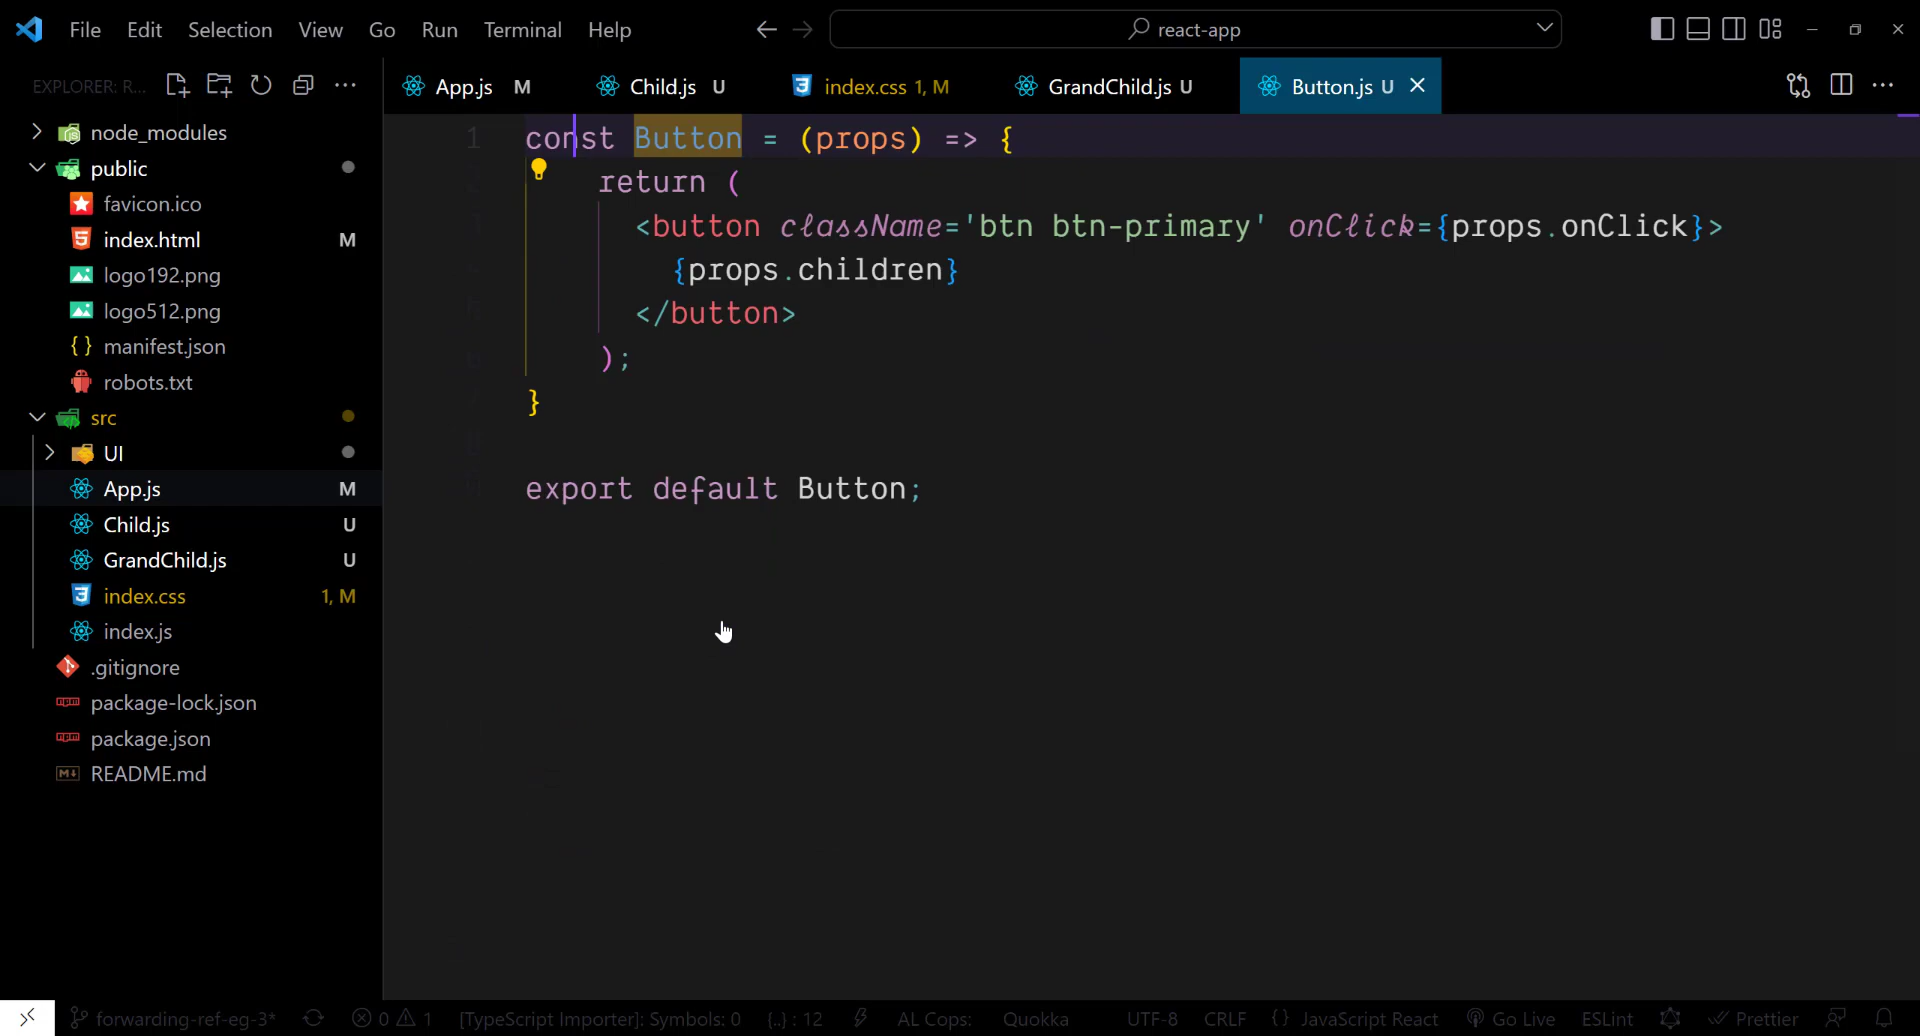 File Edit Selection View Go Run Terminal Help
react-app
EXPLORER: R...
App.js M
Child.js U
index.css 1, M
GrandChild.js U
Button.js U
node_modules
public
favicon.ico
index.html M
logo192.png
logo512.png
manifest.json
robots.txt
src
UI
App.js M
Child.js U
GrandChild.js U
index.css 1, M
index.js
.gitignore
package-lock.json
package.json
README.md
1 const Button = (props) => {
return (
<button className='btn btn-primary' onClick={props.onClick}>
{props.children}
</button>
);
}
export default Button;
forwarding-ref-eg-3* 0 1 [TypeScript Importer]: Symbols: 0 {..} : 12 AL Cops: Quokka UTF-8 CRLF {} JavaScript React Go Live ESLint Prettier